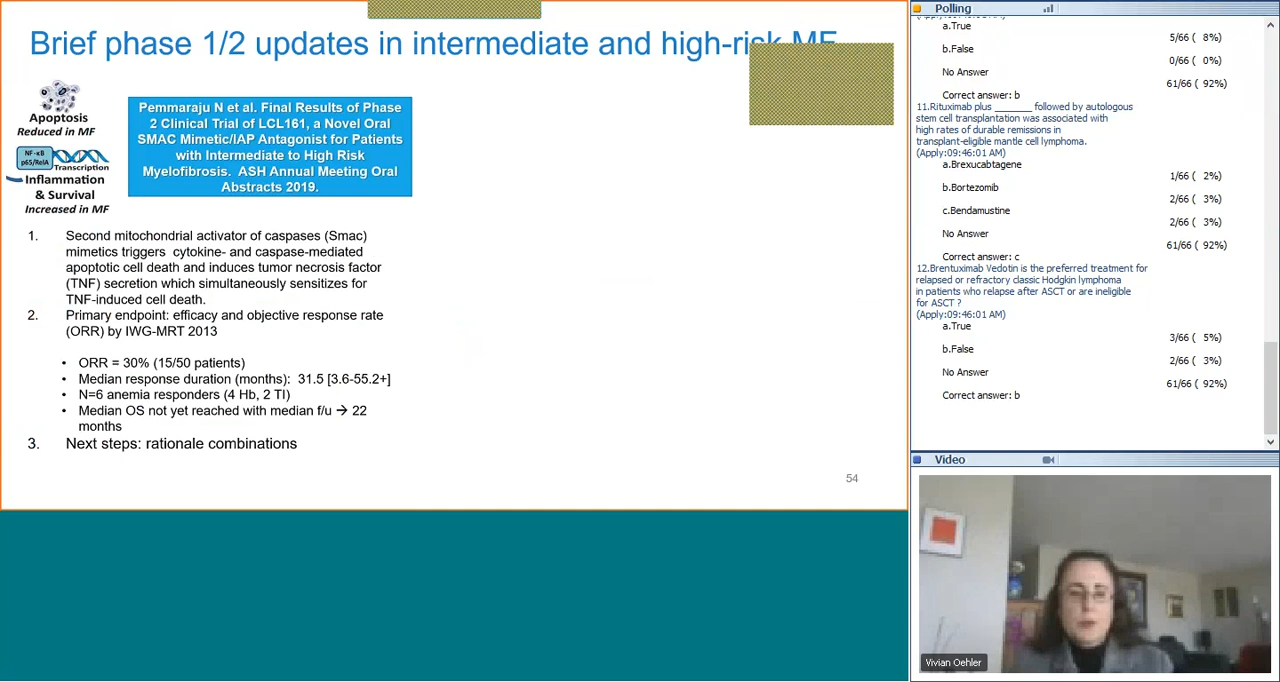 Brief phase 1/2 updates in intermediate and high-risk MF
Apoptosis
Reduced in MF
NF-κB
p65/RelA
Transcription
Inflammation
& Survival
Increased in MF
Pemmaraju N et al. Final Results of Phase
2 Clinical Trial of LCL161, a Novel Oral
SMAC Mimetic/IAP Antagonist for Patients
with Intermediate to High Risk
Myelofibrosis. ASH Annual Meeting Oral
Abstracts 2019.
1. Second mitochondrial activator of caspases (Smac)
mimetics triggers cytokine- and caspase-mediated
apoptotic cell death and induces tumor necrosis factor
(TNF) secretion which simultaneously sensitizes for
TNF-induced cell death.
2. Primary endpoint: efficacy and objective response rate
(ORR) by IWG-MRT 2013
• ORR = 30% (15/50 patients)
• Median response duration (months): 31.5 [3.6-55.2+]
• N=6 anemia responders (4 Hb, 2 TI)
• Median OS not yet reached with median f/u → 22
months
3. Next steps: rationale combinations
54
Polling
a.True
5/66 ( 8%)
b.False
0/66 ( 0%)
No Answer
61/66 ( 92%)
Correct answer: b
11.Rituximab plus _______ followed by autologous
stem cell transplantation was associated with
high rates of durable remissions in
transplant-eligible mantle cell lymphoma.
(Apply:09:46:01 AM)
a.Brexucabtagene
1/66 ( 2%)
b.Bortezomib
2/66 ( 3%)
c.Bendamustine
2/66 ( 3%)
No Answer
61/66 ( 92%)
Correct answer: c
12.Brentuximab Vedotin is the preferred treatment for
relapsed or refractory classic Hodgkin lymphoma
in patients who relapse after ASCT or are ineligible
for ASCT ?
(Apply:09:46:01 AM)
a.True
3/66 ( 5%)
b.False
2/66 ( 3%)
No Answer
61/66 ( 92%)
Correct answer: b
Video
Vivian Oehler